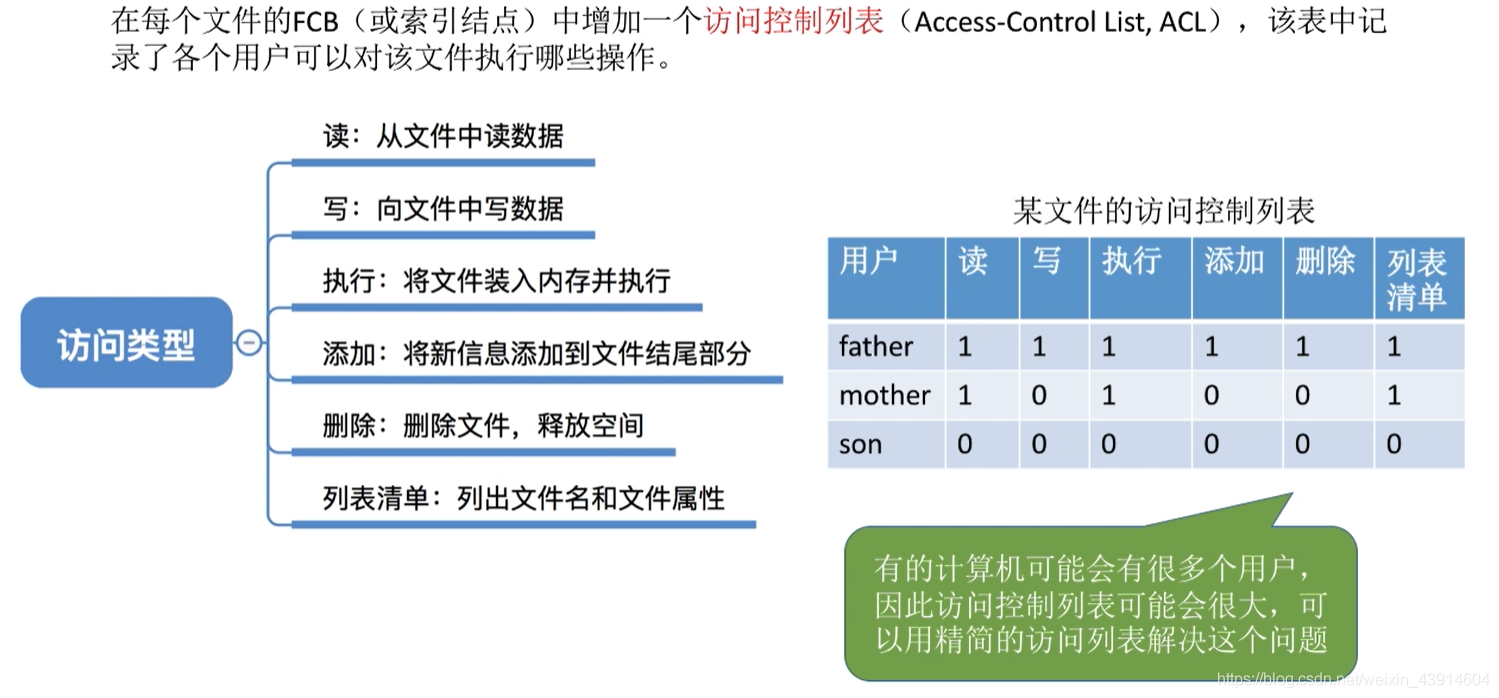 在每个文件的FCB（或索引结点）中增加一个访问控制列表（Access-Control List, ACL），该表中记
录了各个用户可以对该文件执行哪些操作。
访问类型
读：从文件中读数据
写：向文件中写数据
执行：将文件装入内存并执行
添加：将新信息添加到文件结尾部分
删除：删除文件，释放空间
列表清单：列出文件名和文件属性
某文件的访问控制列表
用户 读 写 执行 添加 删除 列表
清单
father 1 1 1 1 1 1
mother 1 0 1 0 0 1
son 0 0 0 0 0 0
有的计算机可能会有很多个用户，
因此访问控制列表可能会很大，可
以用精简的访问列表解决这个问题
https://blog.csdn.net/weixin_43914604